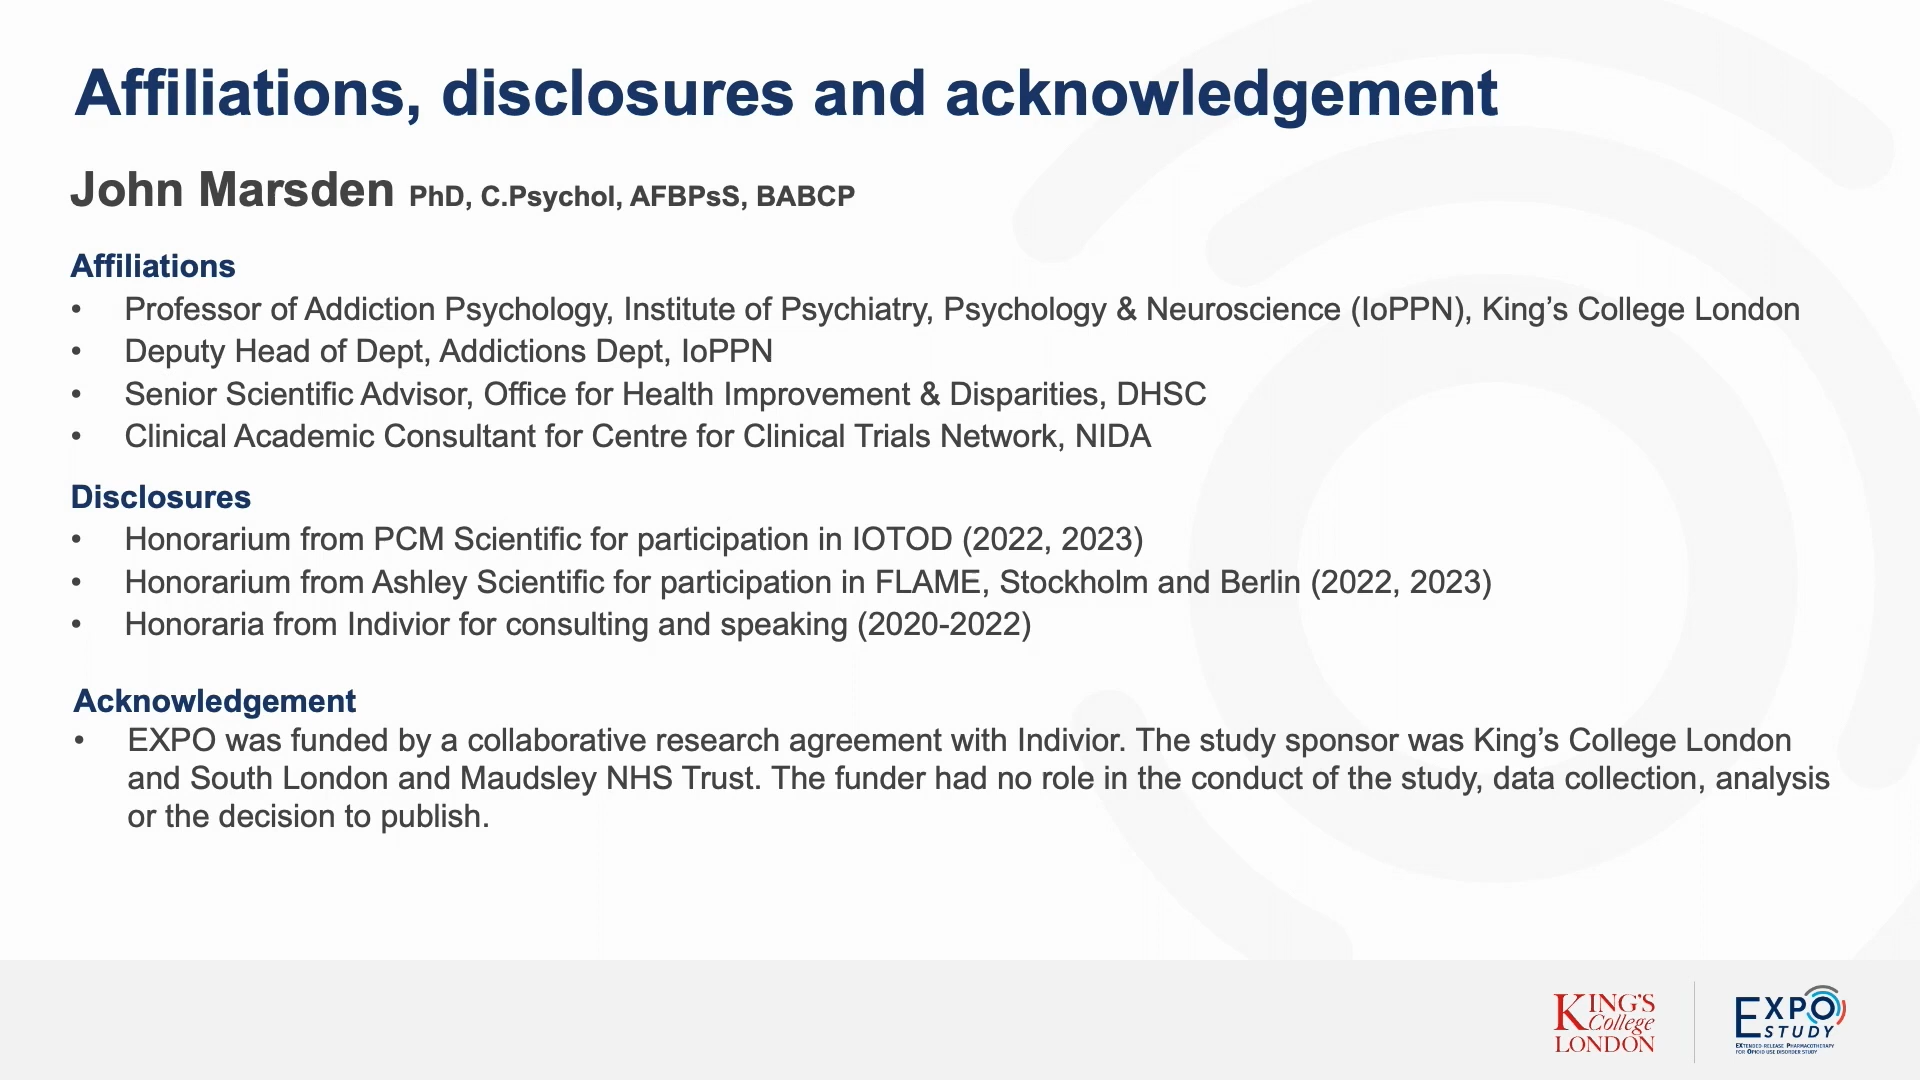 Affiliations, disclosures and acknowledgement
John Marsden PhD, C.Psychol, AFBPsS, BABCP
Affiliations
• Professor of Addiction Psychology, Institute of Psychiatry, Psychology & Neuroscience (IoPPN), King’s College London
• Deputy Head of Dept, Addictions Dept, IoPPN
• Senior Scientific Advisor, Office for Health Improvement & Disparities, DHSC
• Clinical Academic Consultant for Centre for Clinical Trials Network, NIDA
Disclosures
• Honorarium from PCM Scientific for participation in IOTOD (2022, 2023)
• Honorarium from Ashley Scientific for participation in FLAME, Stockholm and Berlin (2022, 2023)
• Honoraria from Indivior for consulting and speaking (2020-2022)
Acknowledgement
• EXPO was funded by a collaborative research agreement with Indivior. The study sponsor was King’s College London
and South London and Maudsley NHS Trust. The funder had no role in the conduct of the study, data collection, analysis
or the decision to publish.
KING’S
College
LONDON
EXPO
STUDY
EXTENDED-RELEASE PHARMACOTHERAPY
FOR OPIOID USE DISORDER STUDY